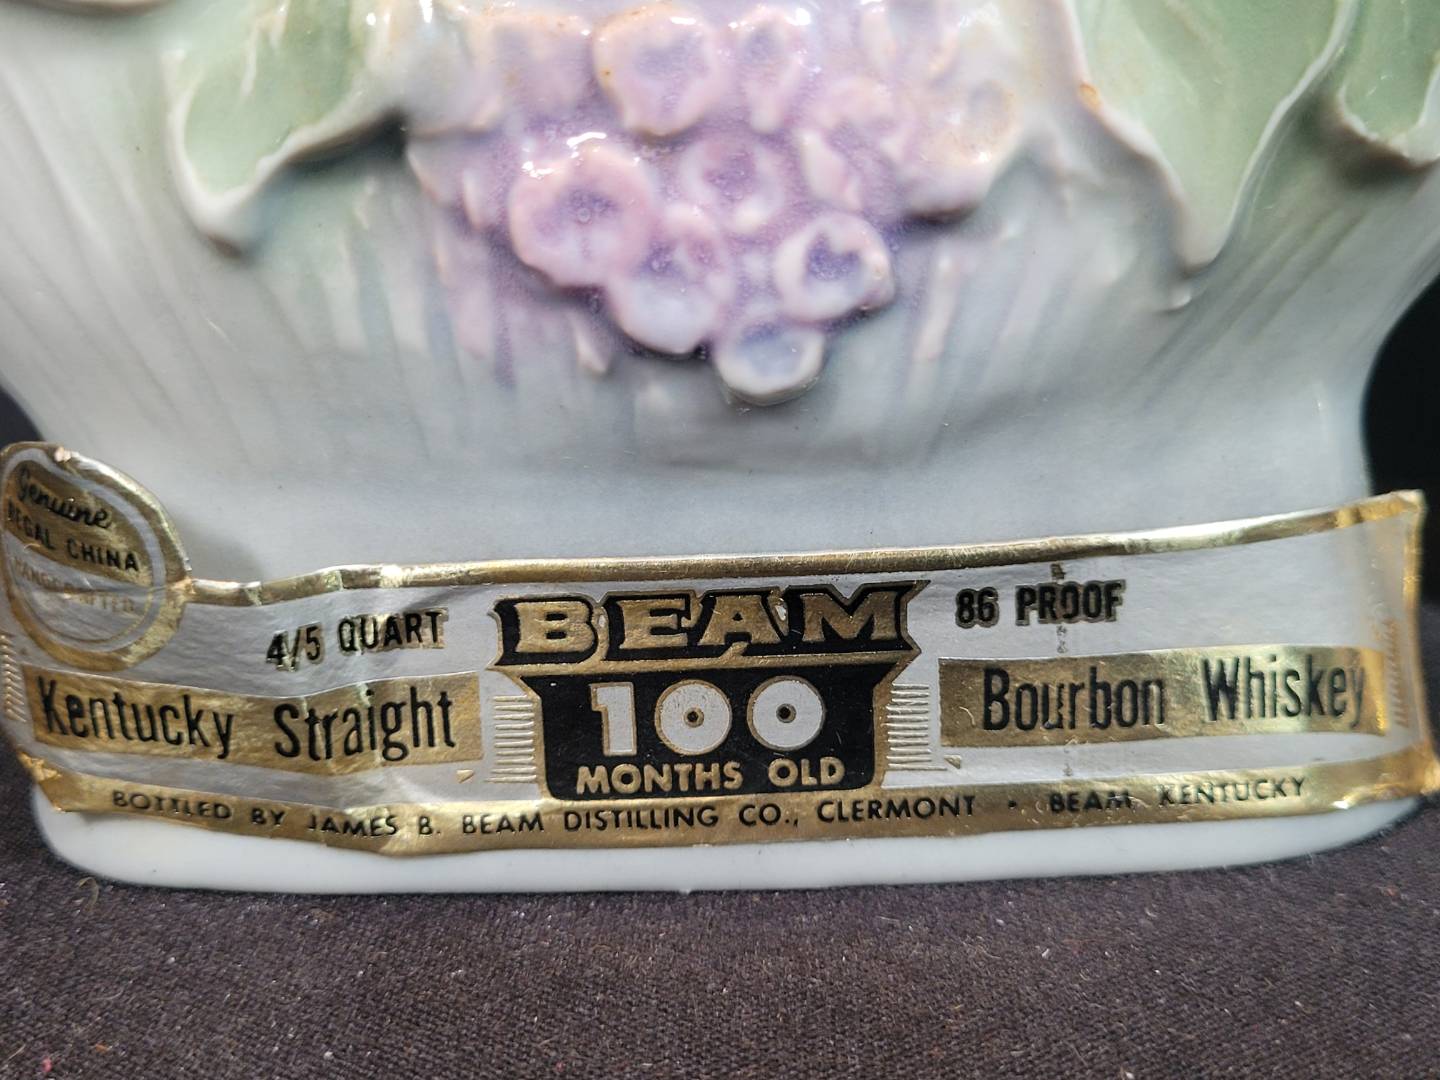 Genuine
REGAL CHINA
HANDCRAFTED
4/5 QUART
BEAM
86 PROOF
Kentucky Straight
100
Bourbon Whiskey
MONTHS OLD
BOTTLED BY JAMES B. BEAM DISTILLING CO., CLERMONT • BEAM, KENTUCKY